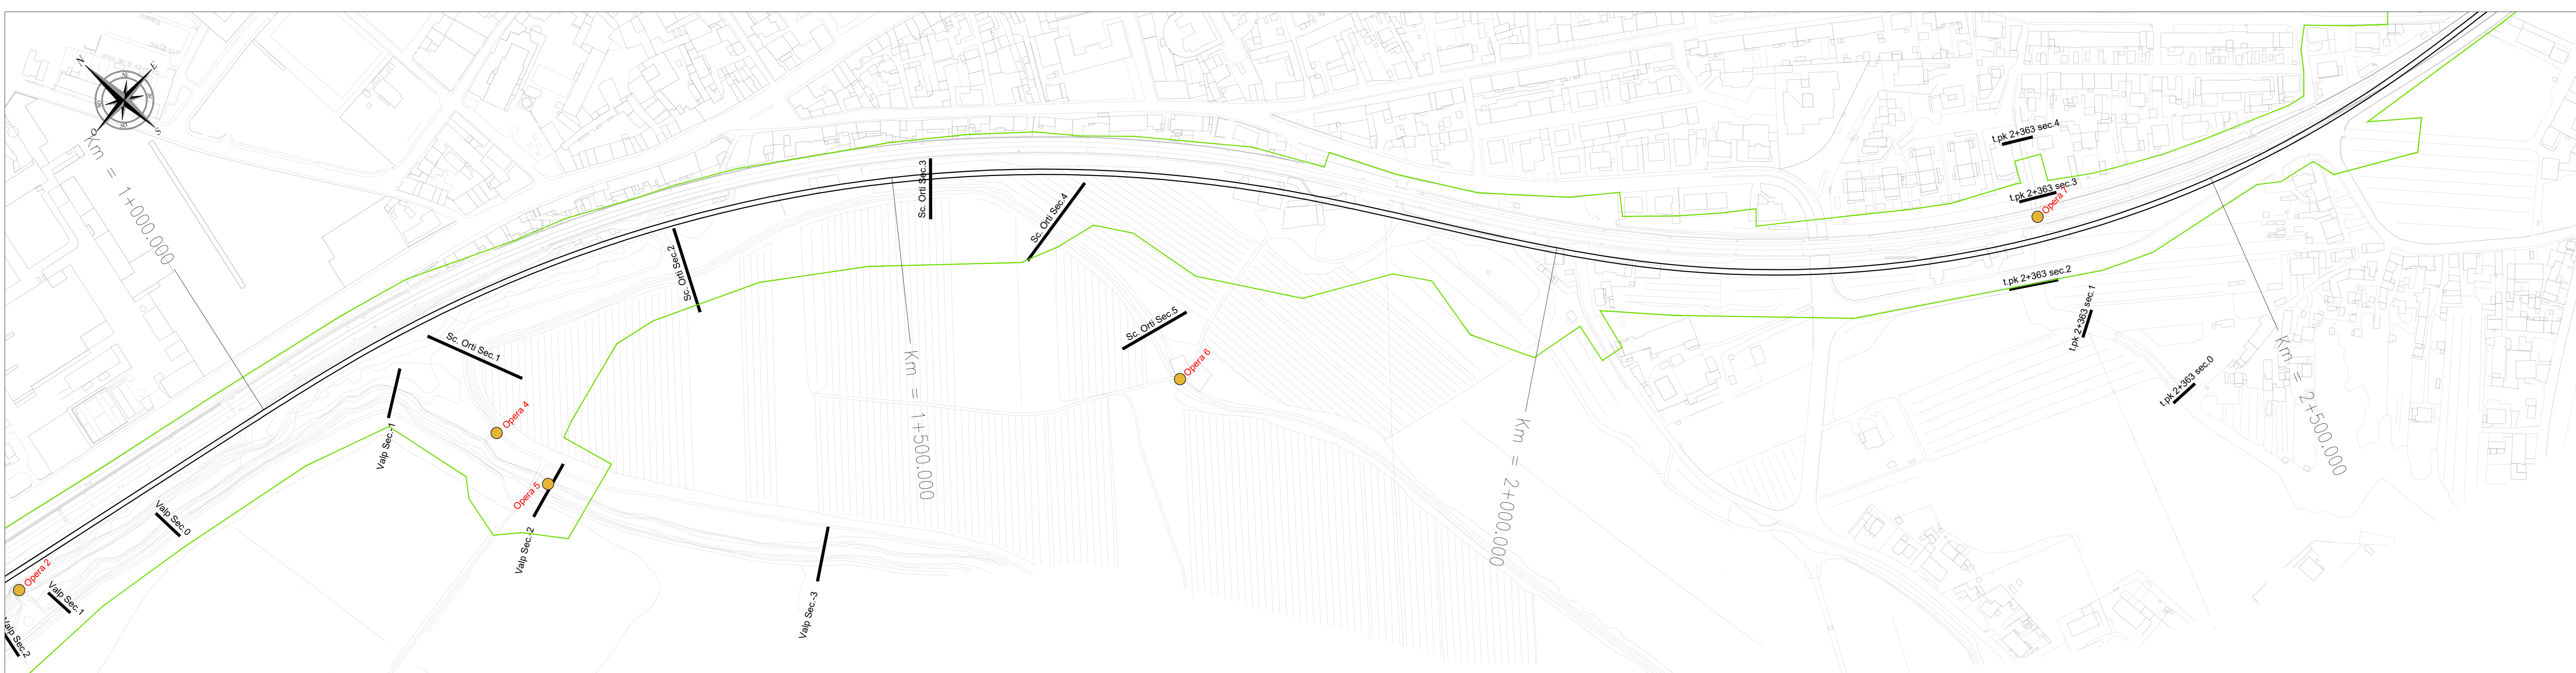 N
E
S
O
NE
SO
Km = 1+000.000
Sc. Orti Sec.1
Sc. Orti Sec.2
Sc. Orti Sec.3
Sc. Orti Sec.4
Sc. Orti Sec.5
Km = 1+500.000
Km = 2+000.000
Km = 2+500.000
Opera 2
Opera 4
Opera 5
Opera 6
Valp Sec.0
Valp Sec.1
Valp Sec.2
Valp Sec.-1
Valp Sec.-2
Valp Sec.-3
t.pk 2+363 sec.4
t.pk 2+363 sec.3
Opera 7
t.pk 2+363 sec.2
t.pk 2+363 sec.1
t.pk 2+363 sec.0